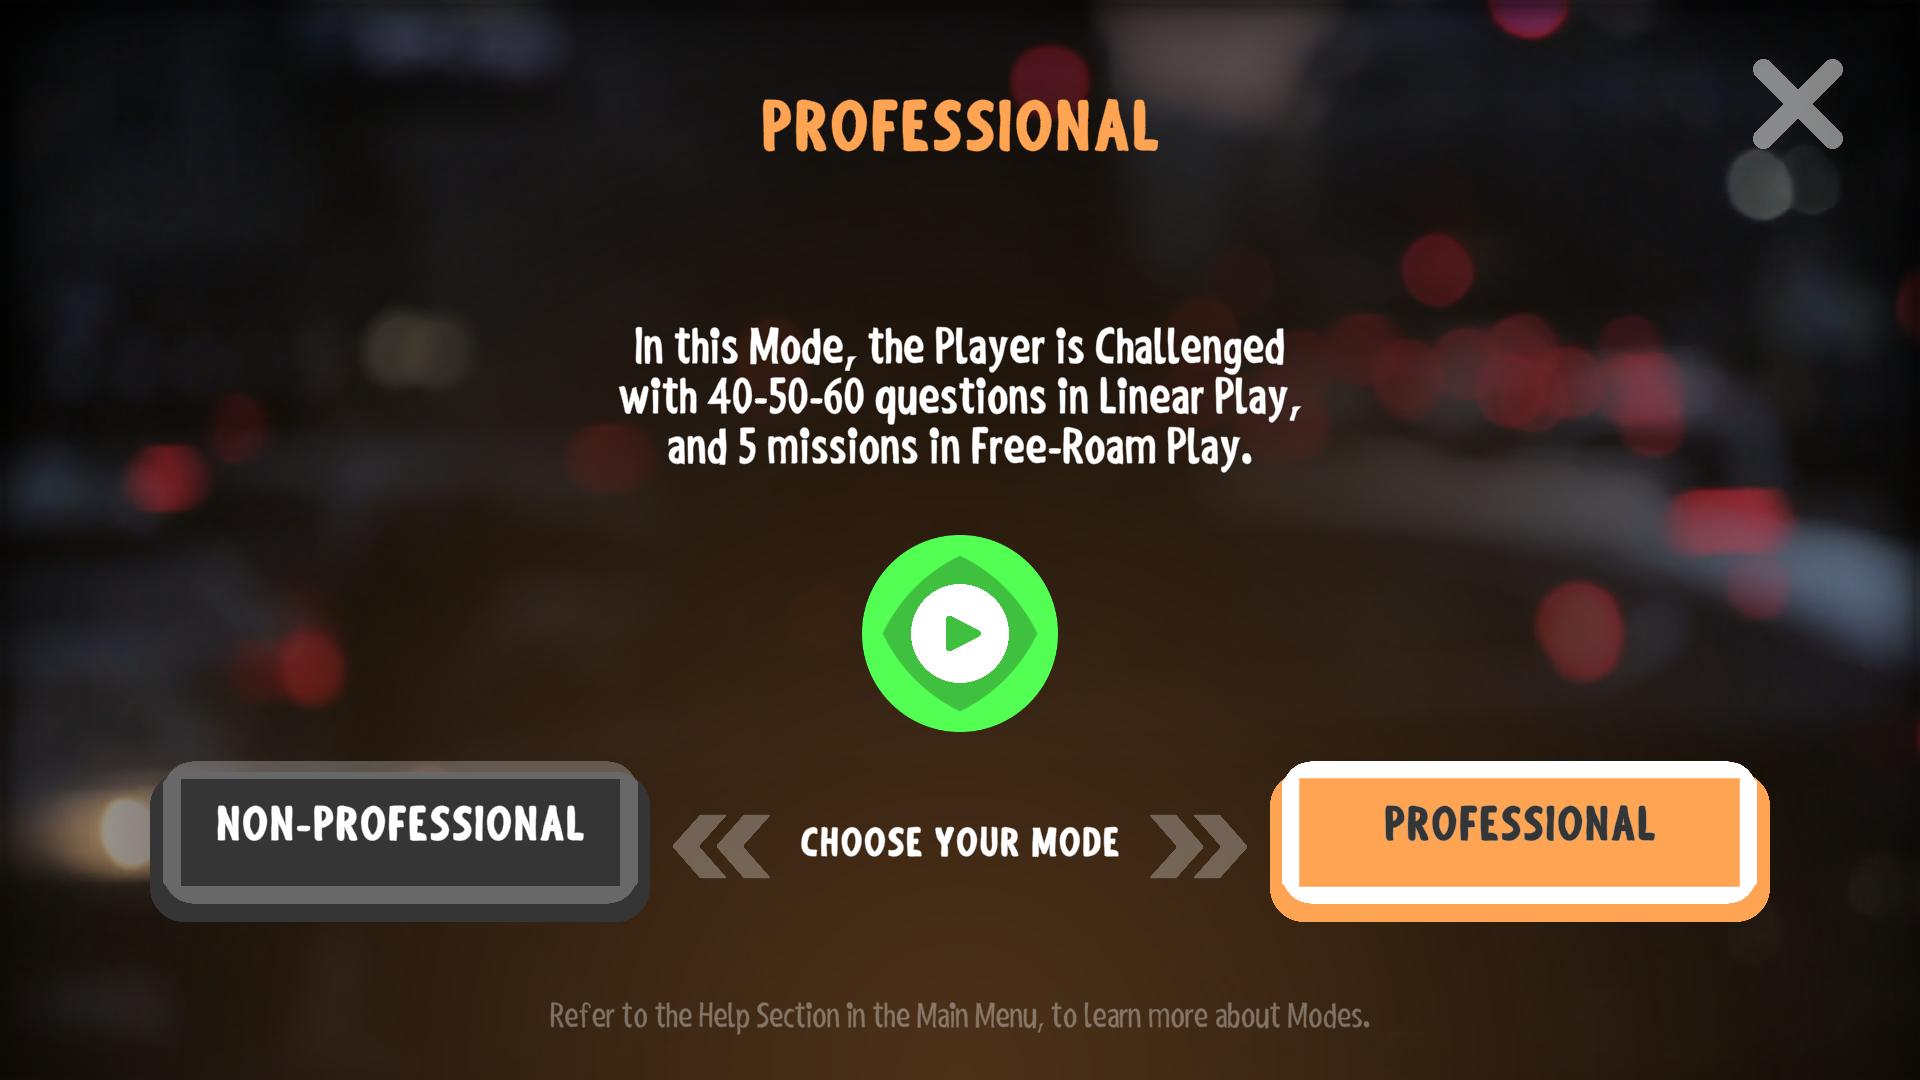 PROFESSIONAL
In this Mode, the Player is Challenged
with 40-50-60 questions in Linear Play,
and 5 missions in Free-Roam Play.
NON-PROFESSIONAL
CHOOSE YOUR MODE
PROFESSIONAL
Refer to the Help Section in the Main Menu, to learn more about Modes.